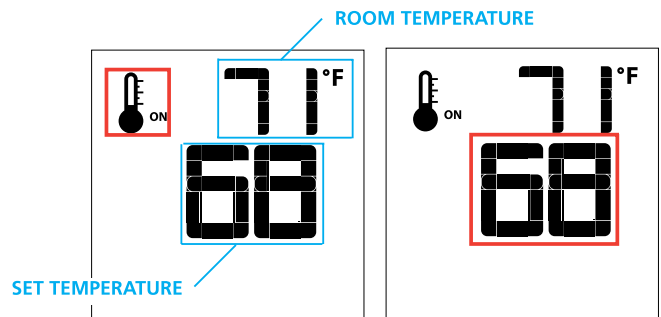 ROOM TEMPERATURE
71 °F
ON
68
SET TEMPERATURE
71 °F
ON
68